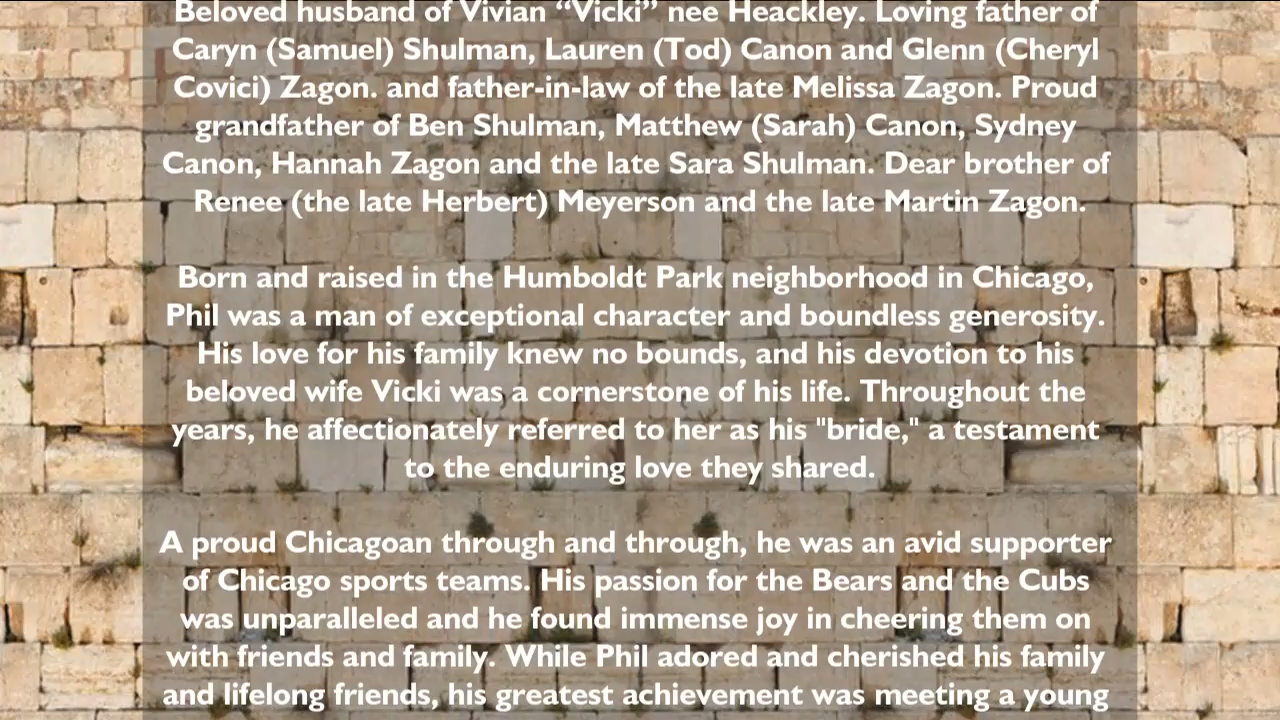 Beloved husband of Vivian “Vicki” nee Heackley. Loving father of
Caryn (Samuel) Shulman, Lauren (Tod) Canon and Glenn (Cheryl
Covici) Zagon. and father-in-law of the late Melissa Zagon. Proud
grandfather of Ben Shulman, Matthew (Sarah) Canon, Sydney
Canon, Hannah Zagon and the late Sara Shulman. Dear brother of
Renee (the late Herbert) Meyerson and the late Martin Zagon.
Born and raised in the Humboldt Park neighborhood in Chicago,
Phil was a man of exceptional character and boundless generosity.
His love for his family knew no bounds, and his devotion to his
beloved wife Vicki was a cornerstone of his life. Throughout the
years, he affectionately referred to her as his "bride," a testament
to the enduring love they shared.
A proud Chicagoan through and through, he was an avid supporter
of Chicago sports teams. His passion for the Bears and the Cubs
was unparalleled and he found immense joy in cheering them on
with friends and family. While Phil adored and cherished his family
and lifelong friends, his greatest achievement was meeting a young